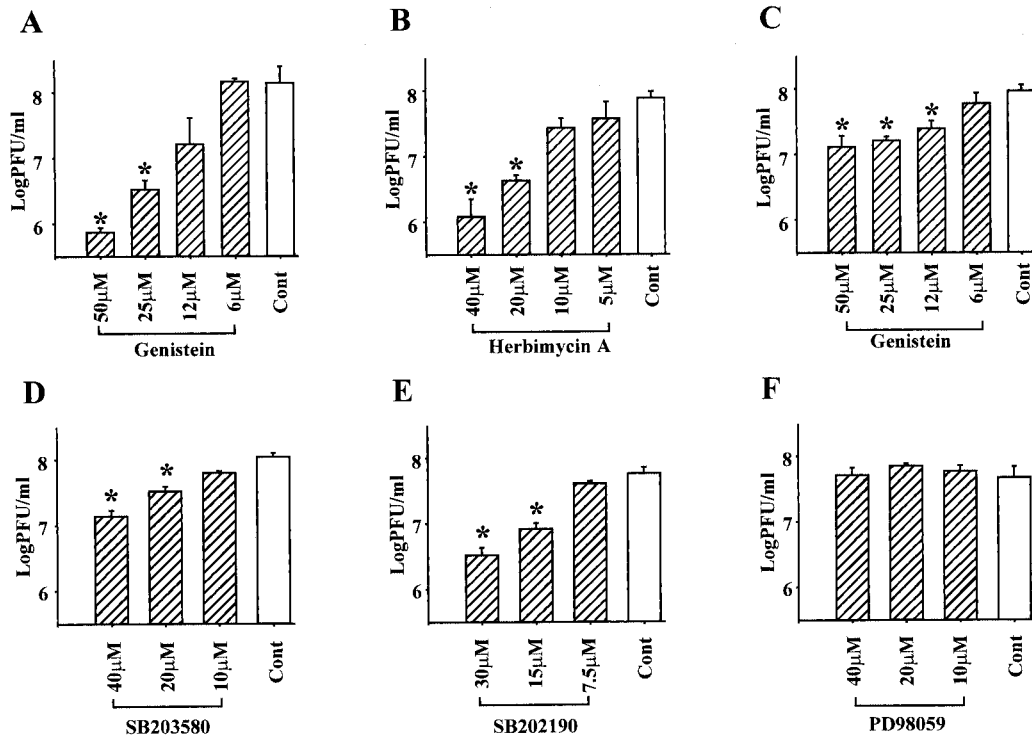 A
LogPFU/ml
8
7
6
*
*
50μM
25μM
12μM
6μM
Cont
Genistein
B
LogPFU/ml
8
7
6
*
*
40μM
20μM
10μM
5μM
Cont
Herbimycin A
C
LogPFU/ml
8
7
6
*
*
*
50μM
25μM
12μM
6μM
Cont
Genistein
D
LogPFU/ml
8
7
6
*
*
40μM
20μM
10μM
Cont
SB203580
E
LogPFU/ml
8
7
6
*
*
30μM
15μM
7.5μM
Cont
SB202190
F
LogPFU/ml
8
7
6
40μM
20μM
10μM
Cont
PD98059